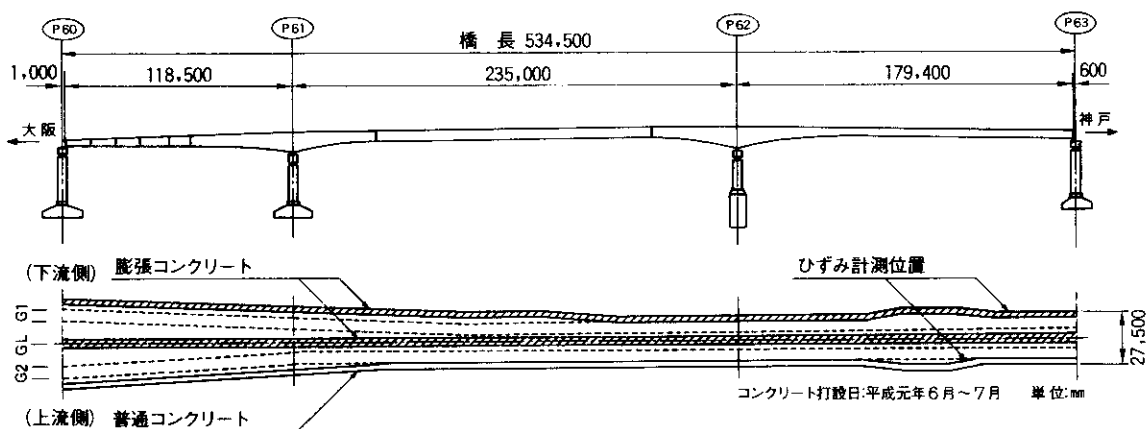 P60 P61 P62 P63
橋 長 534,500
1,000 118,500 235,000 179,400 600
大阪 神戸
(下流側) 膨張コンクリート ひずみ計測位置
G1
GL
G2
27,500
コンクリート打設日:平成元年6月～7月 単位:mm
(上流側) 普通コンクリート